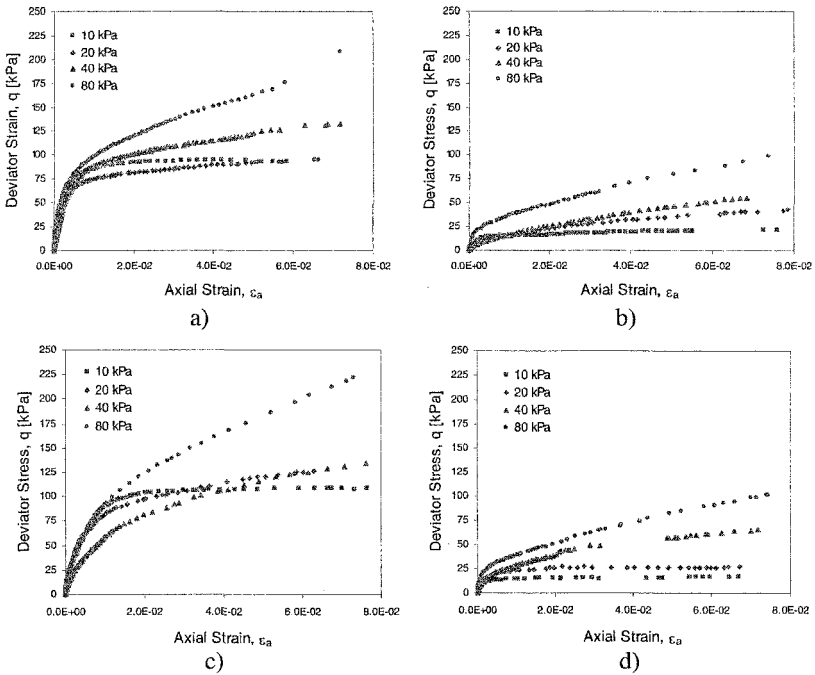 250
225
200
175
150
125
100
75
50
25
0
Deviator Strain, q [kPa]
10 kPa
20 kPa
40 kPa
80 kPa
0.0E+00 2.0E-02 4.0E-02 6.0E-02 8.0E-02
Axial Strain, εa
a)
250
225
200
175
150
125
100
75
50
25
0
Deviator Stress, q [kPa]
10 kPa
20 kPa
40 kPa
80 kPa
0.0E+00 2.0E-02 4.0E-02 6.0E-02 8.0E-02
Axial Strain, εa
b)
250
225
200
175
150
125
100
75
50
25
0
Deviator Stress, q [kPa]
10 kPa
20 kPa
40 kPa
80 kPa
0.0E+00 2.0E-02 4.0E-02 6.0E-02 8.0E-02
Axial Strain, εa
c)
250
225
200
175
150
125
100
75
50
25
0
Deviator Stress, q [kPa]
10 kPa
20 kPa
40 kPa
80 kPa
0.0E+00 2.0E-02 4.0E-02 6.0E-02 8.0E-02
Axial Strain, εa
d)